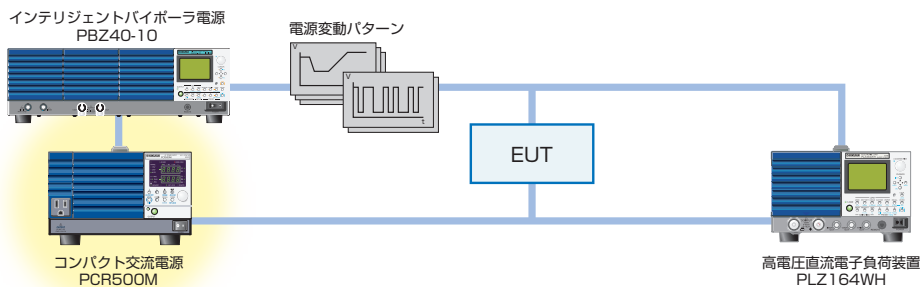 インテリジェントバイポーラ電源
PBZ40-10
電源変動パターン
V
V
t
EUT
コンパクト交流電源
PCR500M
高電圧直流電子負荷装置
PLZ164WH